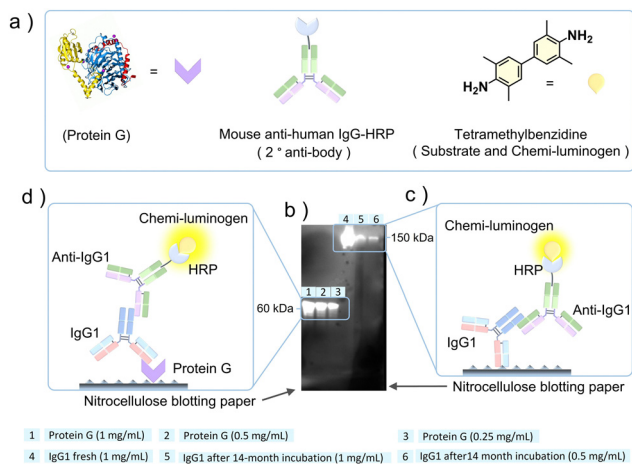 a )
NH₂
H₂N
=
=
(Protein G)
Mouse anti-human IgG-HRP
( 2 ° anti-body )
Tetramethylbenzidine
( Substrate and Chemi-luminogen )
d )
Chemi-luminogen
Anti-IgG1
HRP
IgG1
Protein G
Nitrocellulose blotting paper
b )
4 5 6
150 kDa
1 2 3
60 kDa
c )
Chemi-luminogen
HRP
Anti-IgG1
IgG1
Nitrocellulose blotting paper
1 Protein G (1 mg/mL) 2 Protein G (0.5 mg/mL) 3 Protein G (0.25 mg/mL)
4 IgG1 fresh (1 mg/mL) 5 IgG1 after 14-month incubation (1 mg/mL) 6 IgG1 after14 month incubation (0.5 mg/mL)